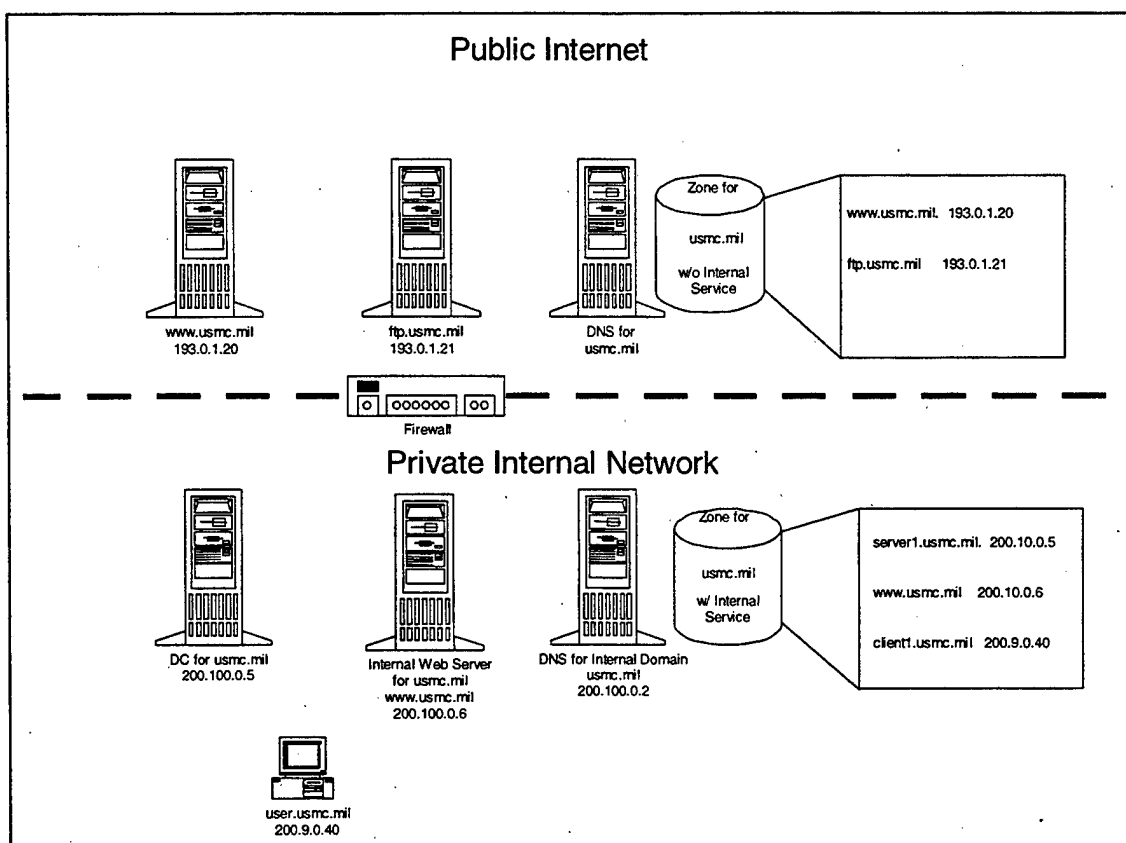 Public Internet
Zone for
usmc.mil
w/o Internal
Service
www.usmc.mil. 193.0.1.20
ftp.usmc.mil 193.0.1.21
www.usmc.mil
193.0.1.20
ftp.usmc.mil
193.0.1.21
DNS for
usmc.mil
Firewall
Private Internal Network
Zone for
usmc.mil
w/ Internal
Service
server1.usmc.mil. 200.10.0.5
www.usmc.mil 200.10.0.6
client1.usmc.mil 200.9.0.40
DC for usmc.mil
200.100.0.5
Internal Web Server
for usmc.mil
www.usmc.mil
200.100.0.6
DNS for Internal Domain
usmc.mil
200.100.0.2
user.usmc.mil
200.9.0.40